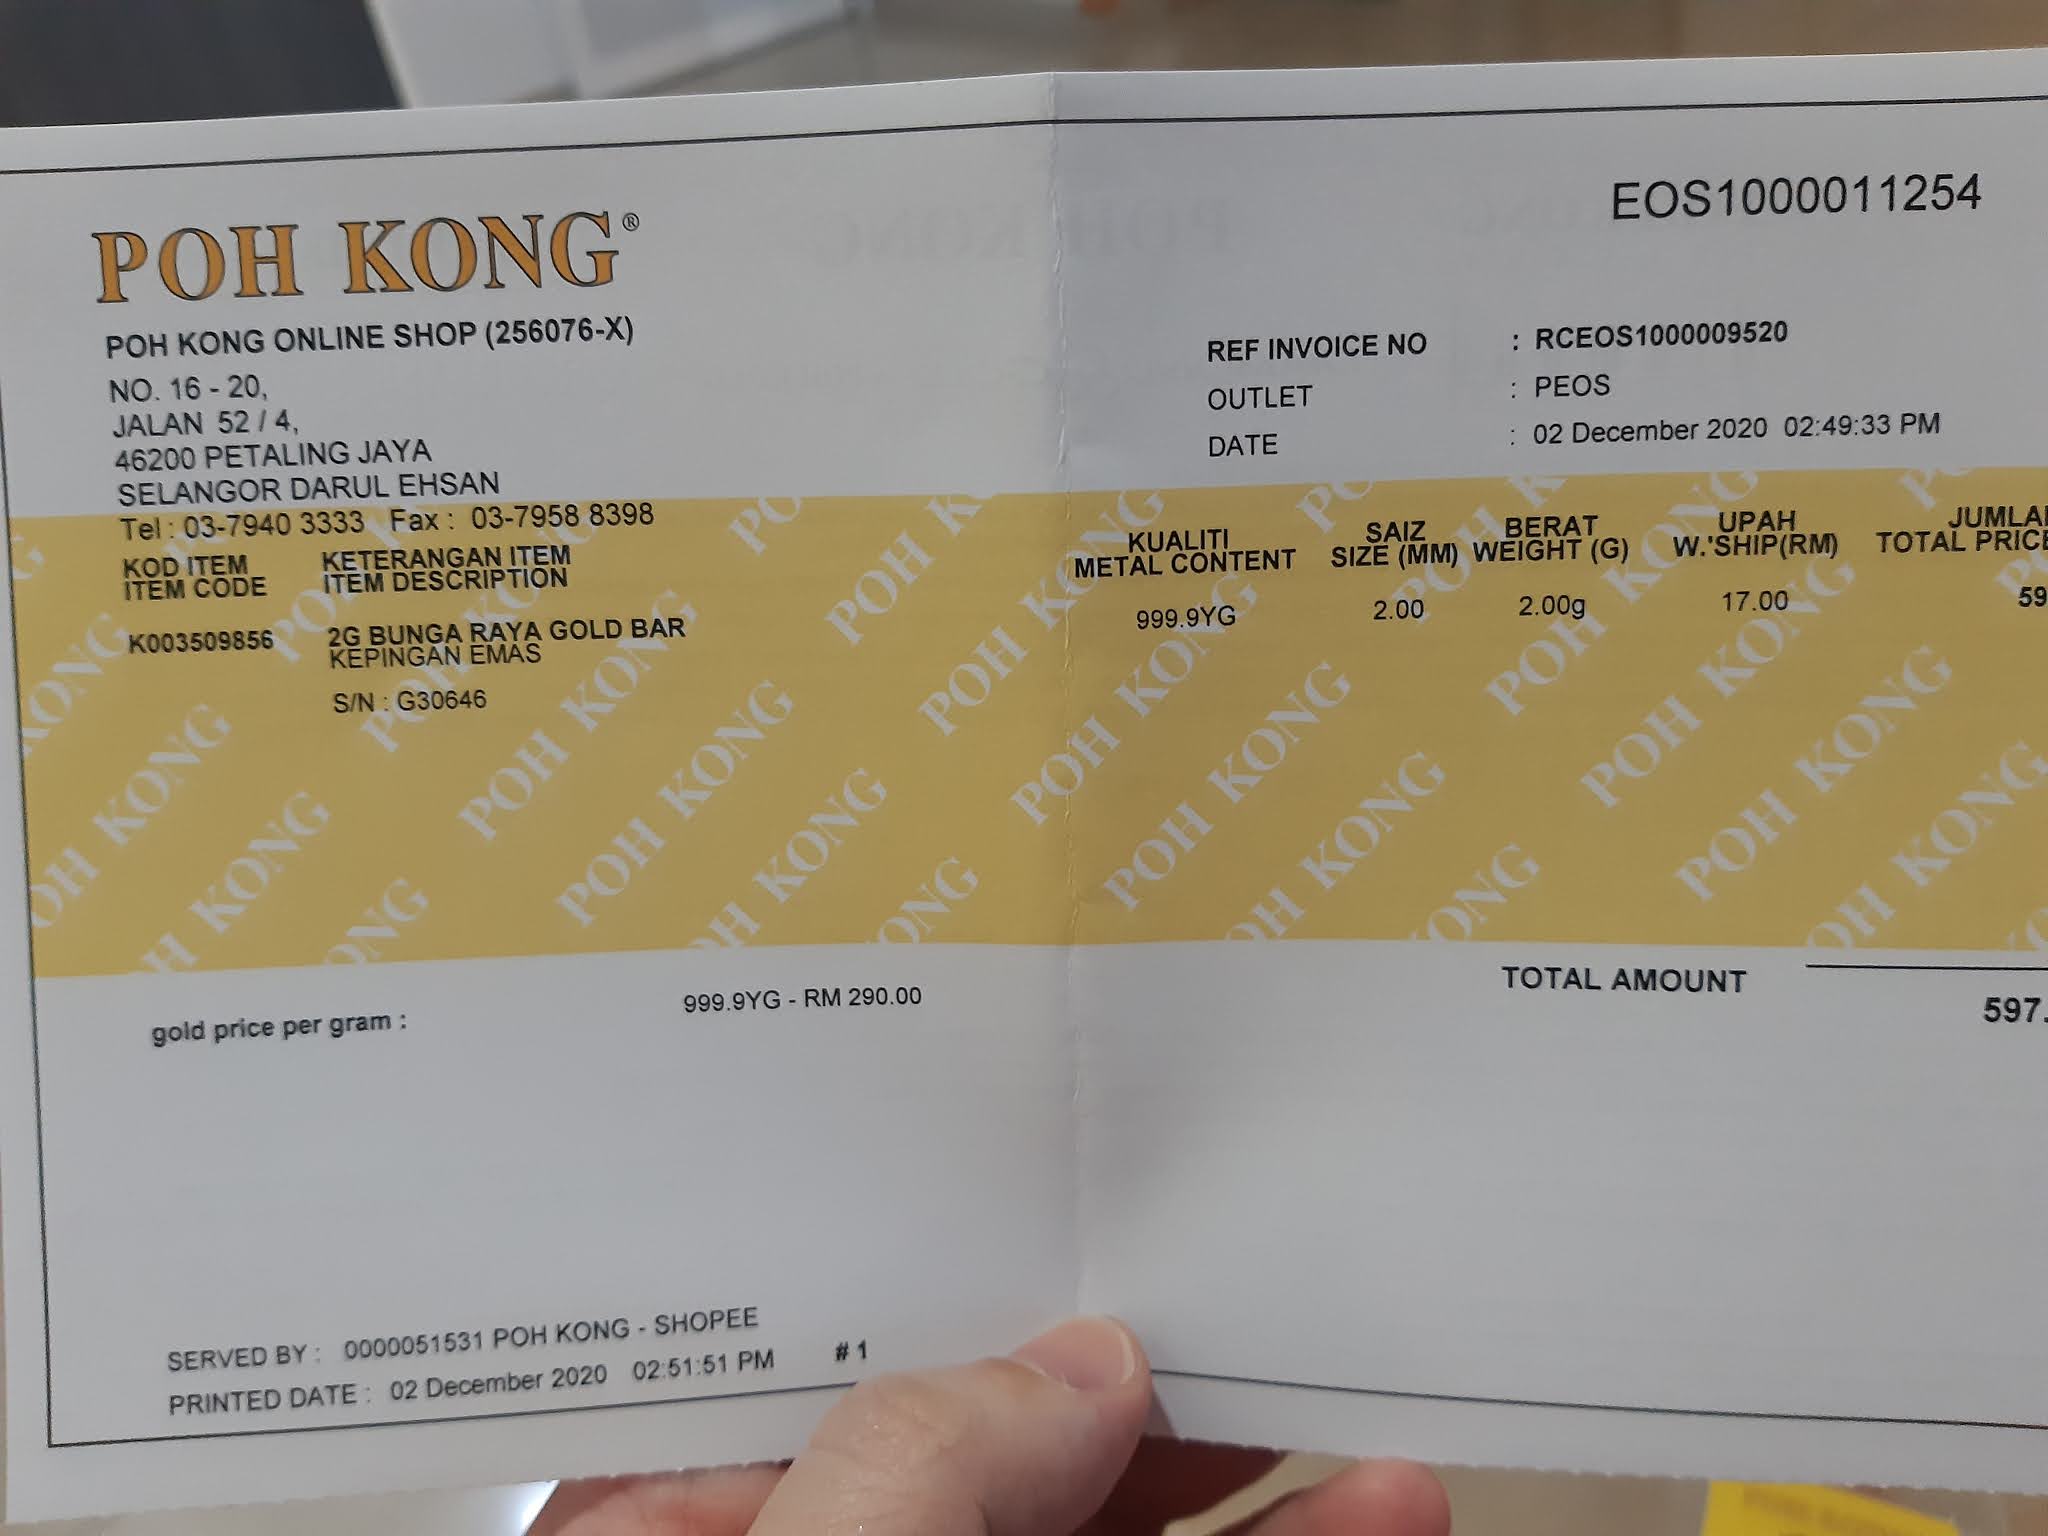 POH KONG®
EOS1000011254
POH KONG ONLINE SHOP (256076-X)
NO. 16 - 20,
JALAN 52 / 4,
46200 PETALING JAYA
SELANGOR DARUL EHSAN
Tel : 03-7940 3333 Fax : 03-7958 8398
REF INVOICE NO : RCEOS1000009520
OUTLET : PEOS
DATE : 02 December 2020 02:49:33 PM
KOD ITEM KETERANGAN ITEM KUALITI SAIZ BERAT UPAH JUMLA
ITEM CODE ITEM DESCRIPTION METAL CONTENT SIZE (MM) WEIGHT (G) W.'SHIP(RM) TOTAL PRICE
K003509856 2G BUNGA RAYA GOLD BAR 999.9YG 2.00 2.00g 17.00 59
KEPINGAN EMAS
S/N : G30646
gold price per gram : 999.9YG - RM 290.00
TOTAL AMOUNT
597.
SERVED BY : 0000051531 POH KONG - SHOPEE
PRINTED DATE : 02 December 2020 02:51:51 PM # 1